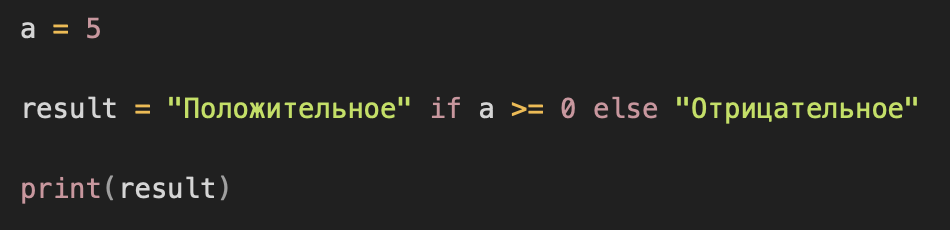 a = 5
result = "Положительное" if a >= 0 else "Отрицательное"
print(result)